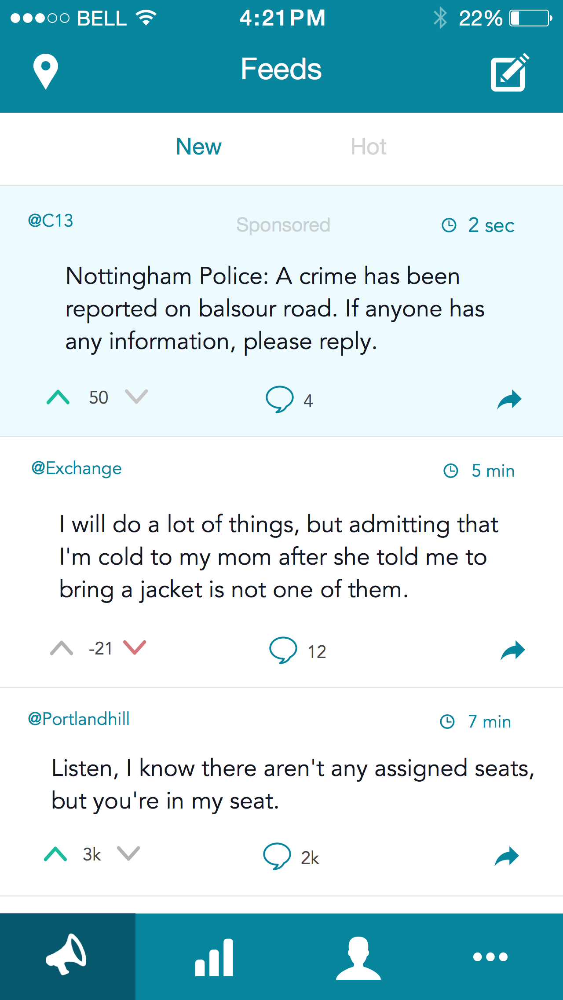 BELL 4:21PM 22%
Feeds
New Hot
@C13 Sponsored 2 sec
Nottingham Police: A crime has been
reported on balsour road. If anyone has
any information, please reply.
50 4
@Exchange 5 min
I will do a lot of things, but admitting that
I'm cold to my mom after she told me to
bring a jacket is not one of them.
-21 12
@Portlandhill 7 min
Listen, I know there aren't any assigned seats,
but you're in my seat.
3k 2k